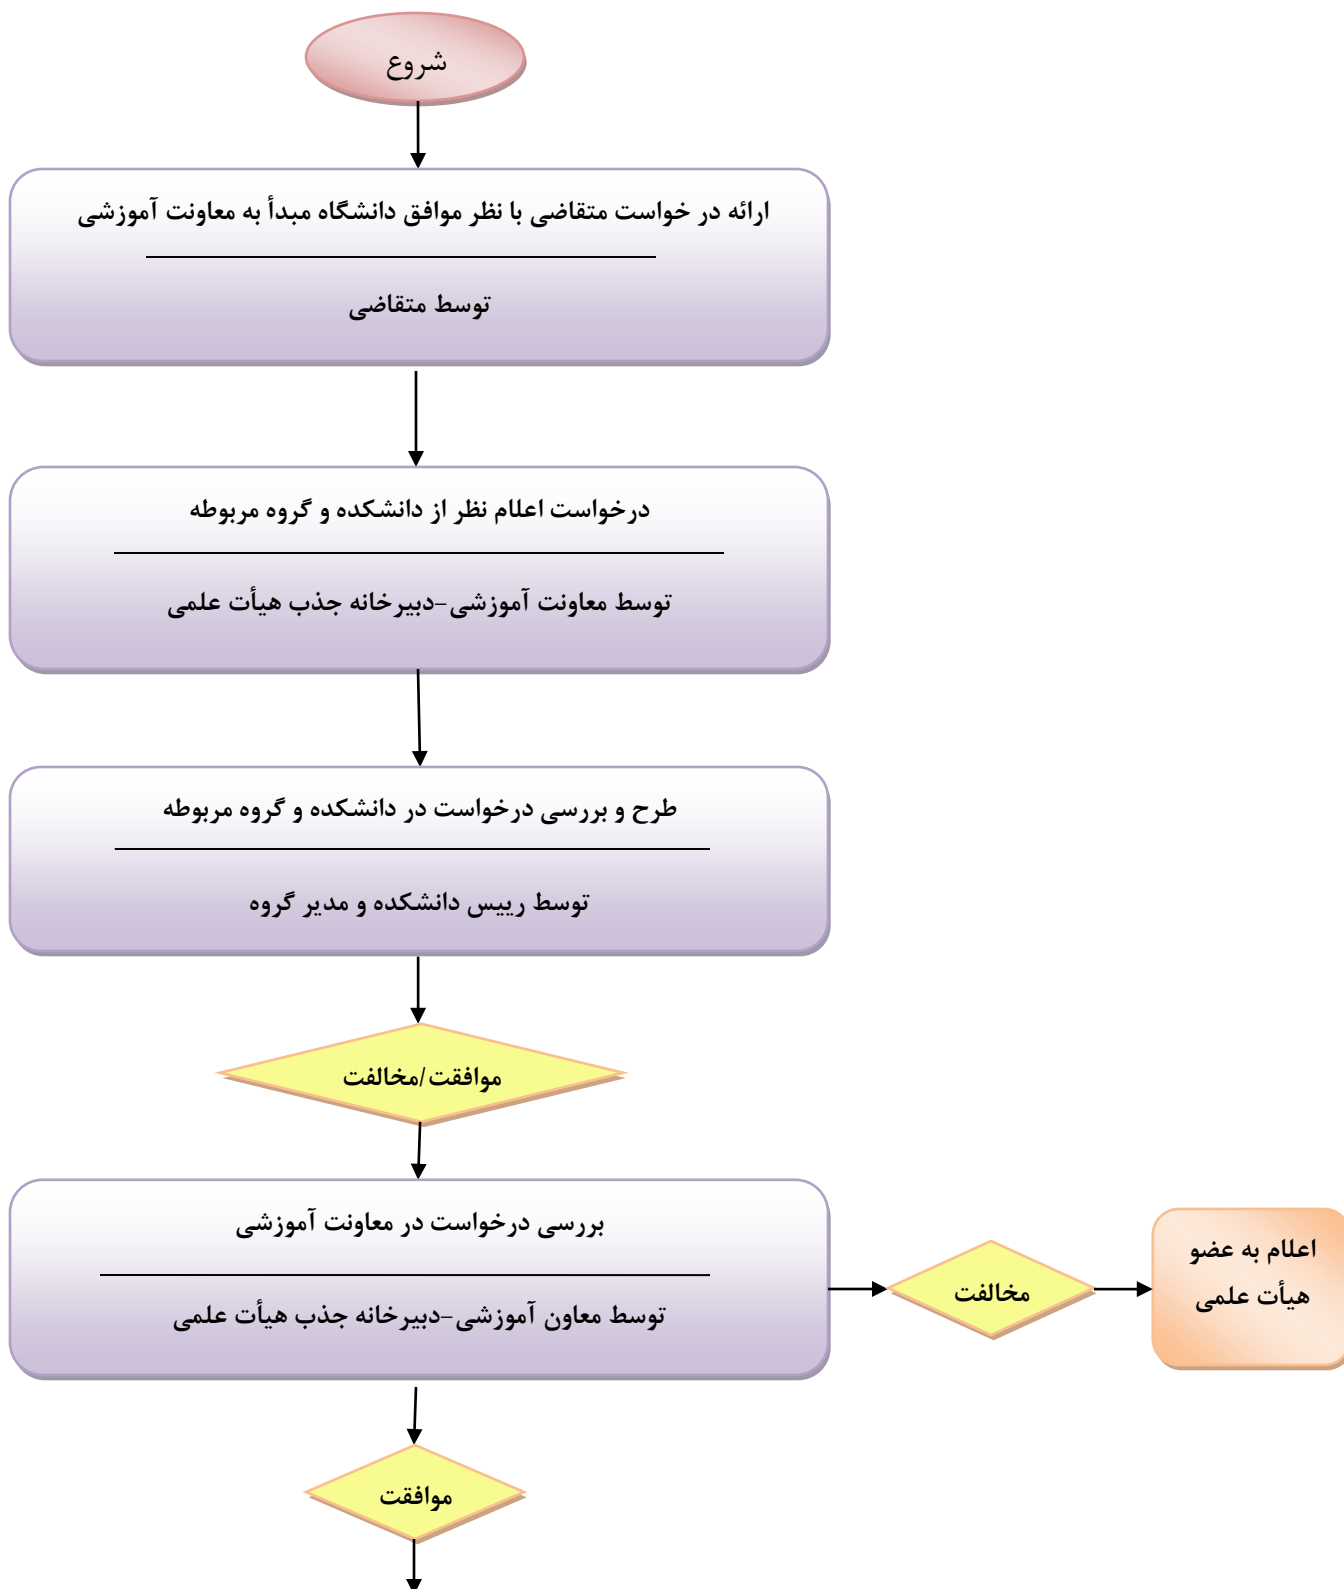 شروع
ارائه در خواست متقاضی با نظر موافق دانشگاه مبدأ به معاونت آموزشی
توسط متقاضی
درخواست اعلام نظر از دانشکده و گروه مربوطه
توسط معاونت آموزشی-دبیرخانه جذب هیأت علمی
طرح و بررسی درخواست در دانشکده و گروه مربوطه
توسط رییس دانشکده و مدیر گروه
موافقت/مخالفت
بررسی درخواست در معاونت آموزشی
توسط معاون آموزشی-دبیرخانه جذب هیأت علمی
مخالفت
اعلام به عضو
هیأت علمی
موافقت